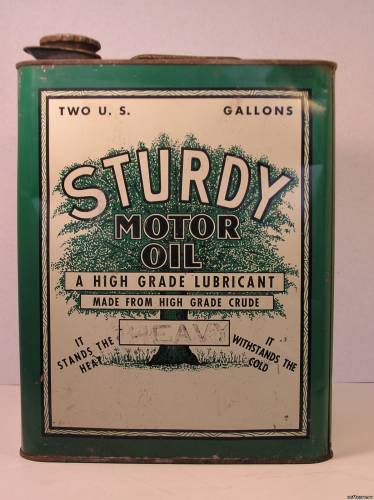 TWO U. S. GALLONS
STURDY
MOTOR
OIL
A HIGH GRADE LUBRICANT
MADE FROM HIGH GRADE CRUDE
HEAVY
IT
STANDS THE
HEAT
IT
WITHSTANDS THE
COLD